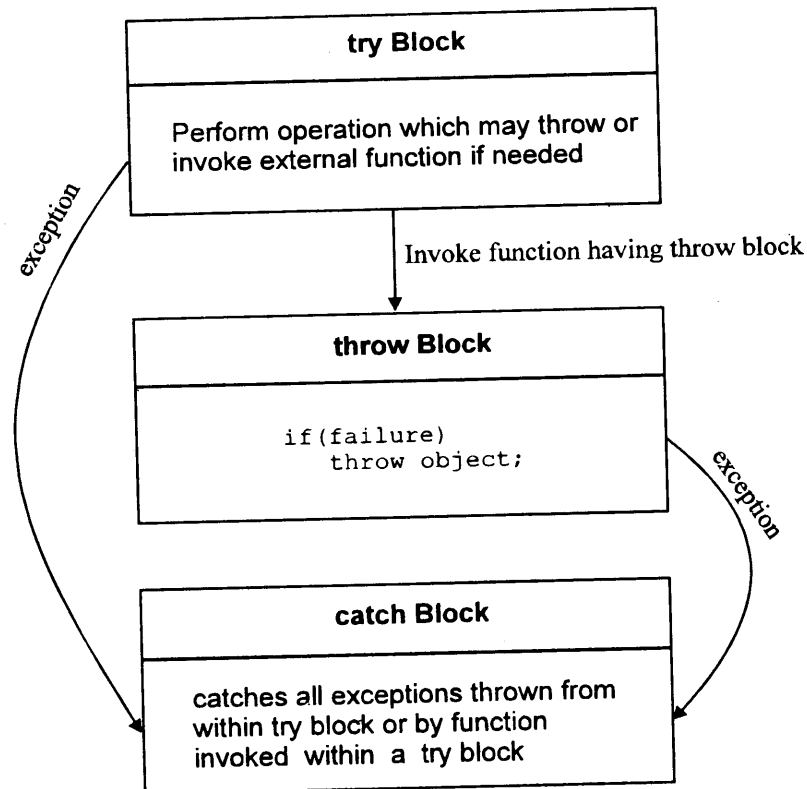 try Block
Perform operation which may throw or
invoke external function if needed
exception
Invoke function having throw block
throw Block
if(failure)
throw object;
exception
catch Block
catches all exceptions thrown from
within try block or by function
invoked within a try block